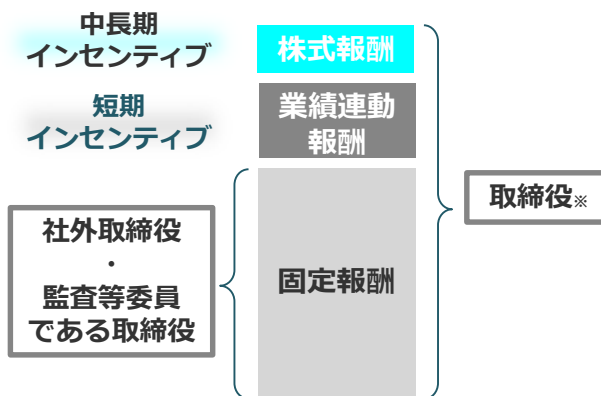 中長期
インセンティブ
株式報酬
短期
インセンティブ
業績連動
報酬
取締役※
社外取締役
・
監査等委員
である取締役
固定報酬